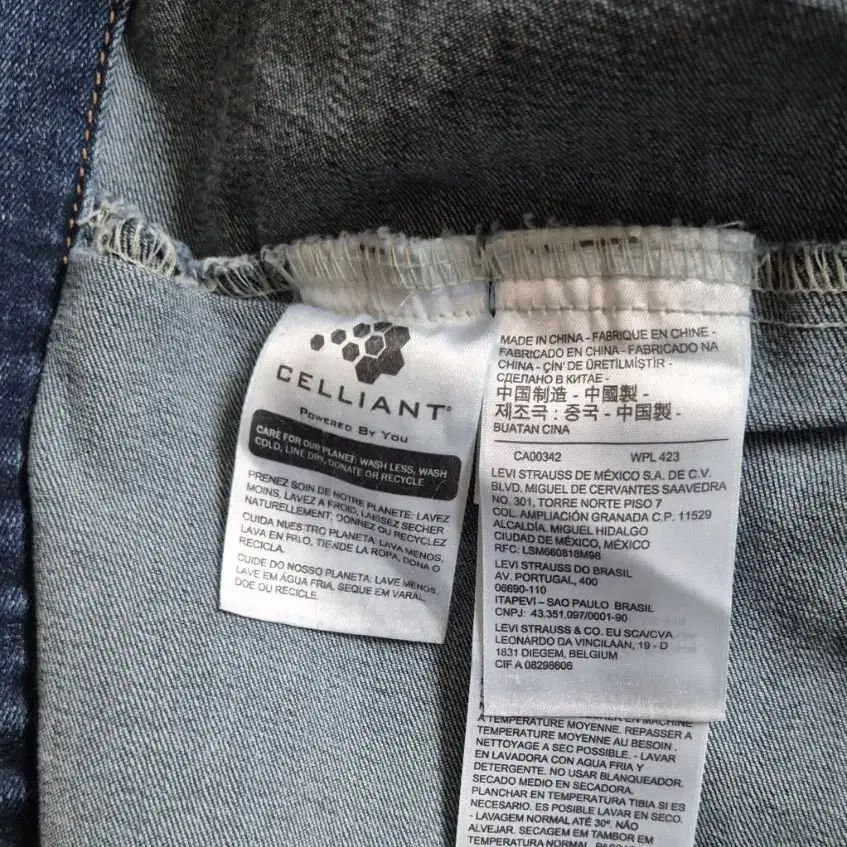 CELLIANT®
POWERED BY YOU
CARE FOR OUR PLANET: WASH LESS, WASH
COLD, LINE DRY, DONATE OR RECYCLE
PRENEZ SOIN DE NOTRE PLANETE: LAVEZ
MOINS, LAVEZ A FROID, LAISSEZ SECHER
NATURELLEMENT, DONNEZ OU RECYCLEZ
CUIDA NUESTRO PLANETA: LAVA MENOS,
LAVA EN FRIO, TIENDE LA ROPA, DONA O
RECICLA.
CUIDE DO NOSSO PLANETA: LAVE MENOS,
LAVE EM ÁGUA FRIA, SEQUE EM VARAL,
DOE OU RECICLE.
MADE IN CHINA - FABRIQUE EN CHINE -
FABRICADO EN CHINA - FABRICADO NA
CHINA - ÇIN' DE ÜRETILMIŞTIR -
СДЕЛАНО В КИТАЕ -
中国制造 - 中國製 -
제조국 : 중국 - 中国製 -
BUATAN CINA
CA00342 WPL 423
LEVI STRAUSS DE MÉXICO S.A. DE C.V.
BLVD. MIGUEL DE CERVANTES SAAVEDRA
NO. 301, TORRE NORTE PISO 7
COL. AMPLIACIÓN GRANADA C.P. 11529
ALCALDÍA. MIGUEL HIDALGO
CIUDAD DE MÉXICO, MÉXICO
RFC: LSM660818M98
LEVI STRAUSS DO BRASIL
AV. PORTUGAL, 400
06690-110
ITAPEVI – SAO PAULO BRASIL
CNPJ: 43.351.097/0001-90
LEVI STRAUSS & CO. EU SCA/CVA
LEONARDO DA VINCILAAN, 19 - D
1831 DIEGEM, BELGIUM
CIF A 08298606
EN MACHINE
A TEMPERATURE MOYENNE. REPASSER A
TEMPERATURE MOYENNE AU BESOIN .
NETTOYAGE A SEC POSSIBLE. - LAVAR
EN LAVADORA CON AGUA FRIA Y
DETERGENTE. NO USAR BLANQUEADOR.
SECADO MEDIO EN SECADORA.
PLANCHAR EN TEMPERATURA TIBIA SI ES
NECESARIO. ES POSIBLE LAVAR EN SECO.
- LAVAGEM NORMAL ATÉ 30º. NÃO
ALVEJAR. SECAGEM EM TAMBOR EM
TEMPERATURA NORMAL.